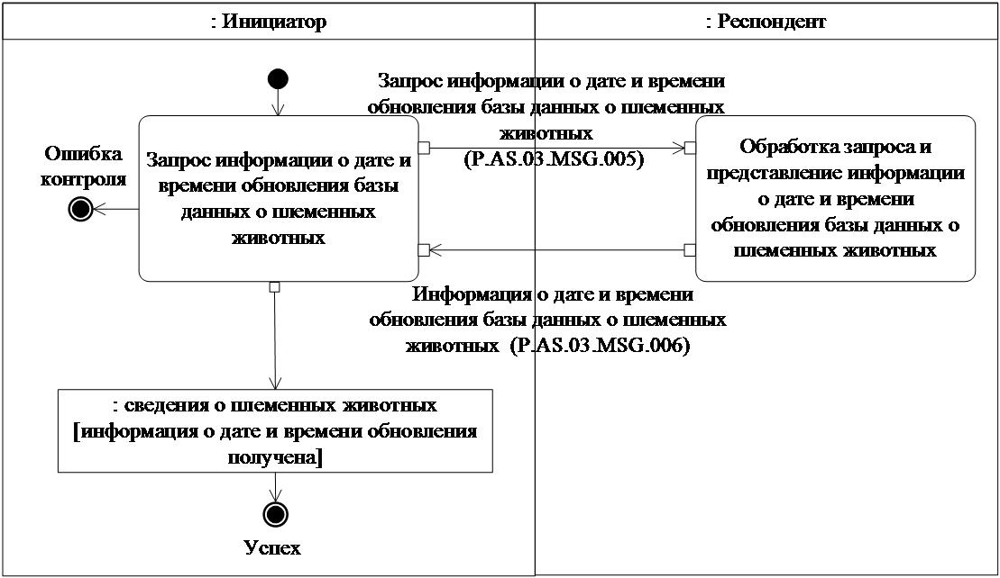 : Инициатор
: Респондент
Запрос информации о дате и времени
обновления базы данных о племенных
животных
(P.AS.03.MSG.005)
Ошибка
контроля
Запрос информации о дате и
времени обновления базы
данных о племенных
животных
Обработка запроса и
представление информации
о дате и времени
обновления базы данных о
племенных животных
Информация о дате и времени
обновления базы данных о племенных
животных (P.AS.03.MSG.006)
: сведения о племенных животных
[информация о дате и времени обновления
получена]
Успех